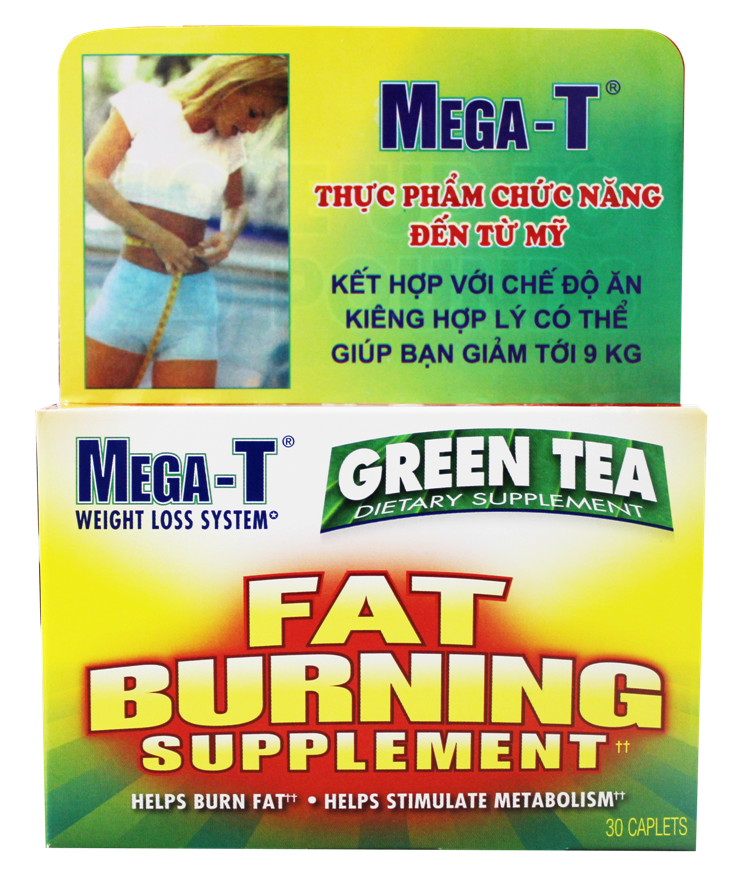 MEGA-T®
THỰC PHẨM CHỨC NĂNG
ĐẾN TỪ MỸ
KẾT HỢP VỚI CHẾ ĐỘ ĂN
KIÊNG HỢP LÝ CÓ THỂ
GIÚP BẠN GIẢM TỚI 9 KG
MEGA-T®
WEIGHT LOSS SYSTEM✪
GREEN TEA
DIETARY SUPPLEMENT
FAT
BURNING
SUPPLEMENT††
HELPS BURN FAT†† • HELPS STIMULATE METABOLISM††
30 CAPLETS